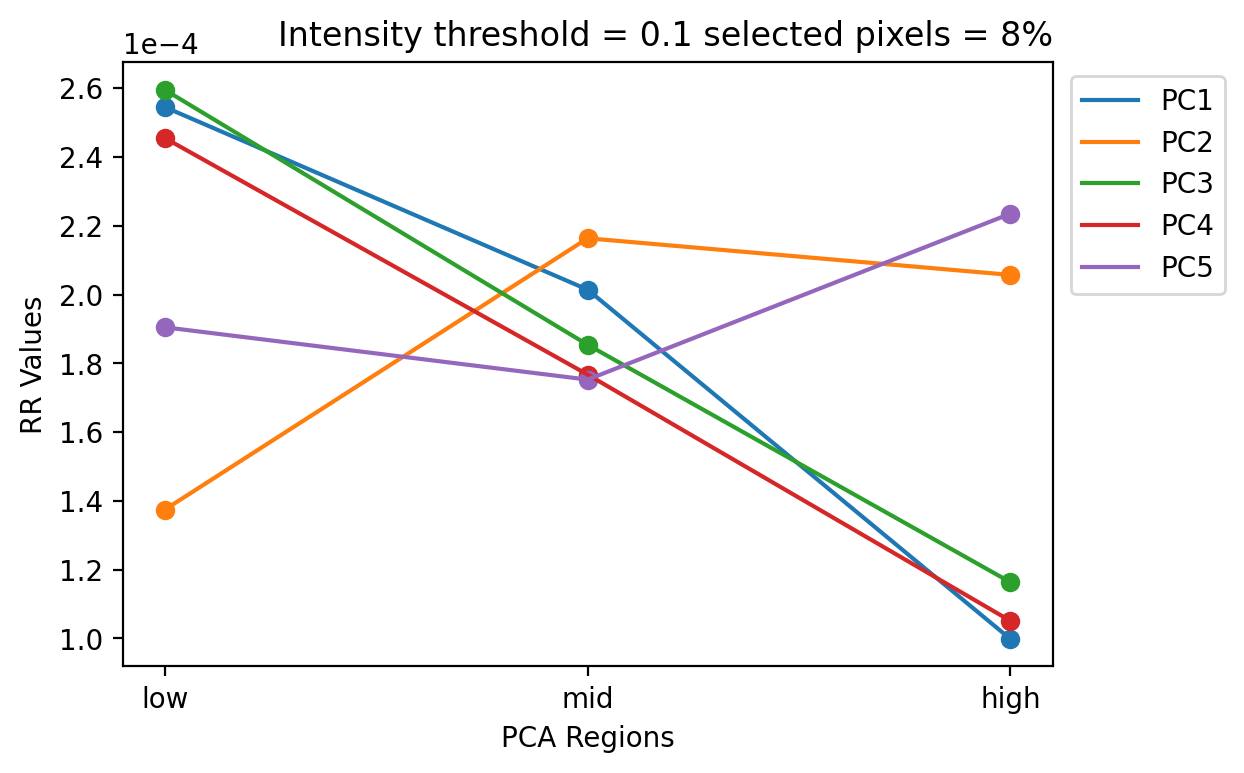 Intensity threshold = 0.1 selected pixels = 8%
1e−4
2.6
2.4
2.2
2.0
1.8
1.6
1.4
1.2
1.0
RR Values
low
mid
high
PCA Regions
PC1
PC2
PC3
PC4
PC5